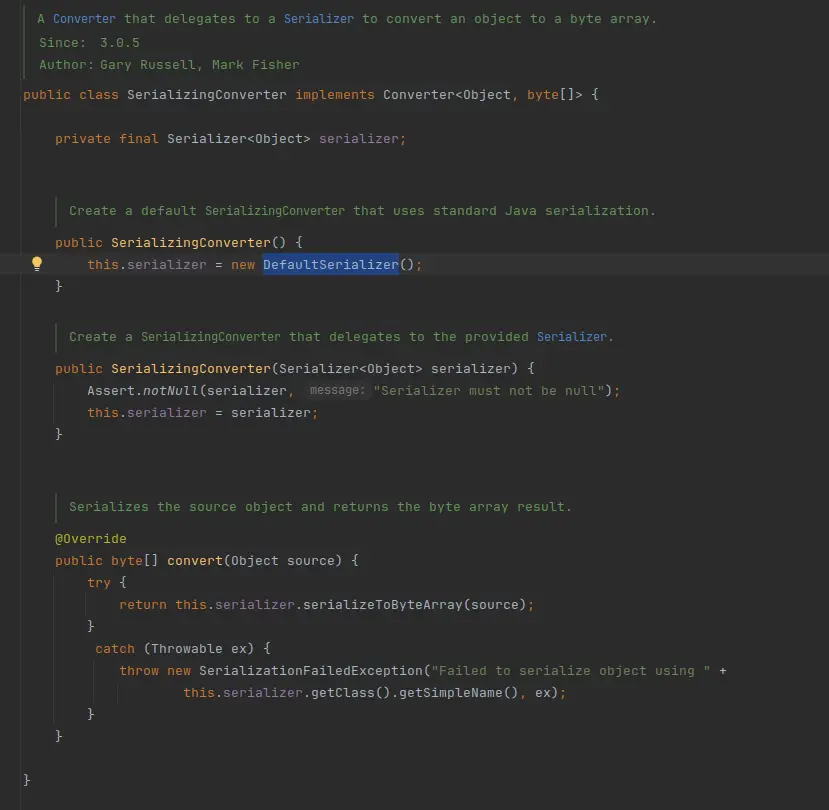 A Converter that delegates to a Serializer to convert an object to a byte array.
Since: 3.0.5
Author: Gary Russell, Mark Fisher
public class SerializingConverter implements Converter<Object, byte[]> {
private final Serializer<Object> serializer;
Create a default SerializingConverter that uses standard Java serialization.
public SerializingConverter() {
this.serializer = new DefaultSerializer();
}
Create a SerializingConverter that delegates to the provided Serializer.
public SerializingConverter(Serializer<Object> serializer) {
Assert.notNull(serializer, message: "Serializer must not be null");
this.serializer = serializer;
}
Serializes the source object and returns the byte array result.
@Override
public byte[] convert(Object source) {
try {
return this.serializer.serializeToByteArray(source);
}
catch (Throwable ex) {
throw new SerializationFailedException("Failed to serialize object using " +
this.serializer.getClass().getSimpleName(), ex);
}
}
}